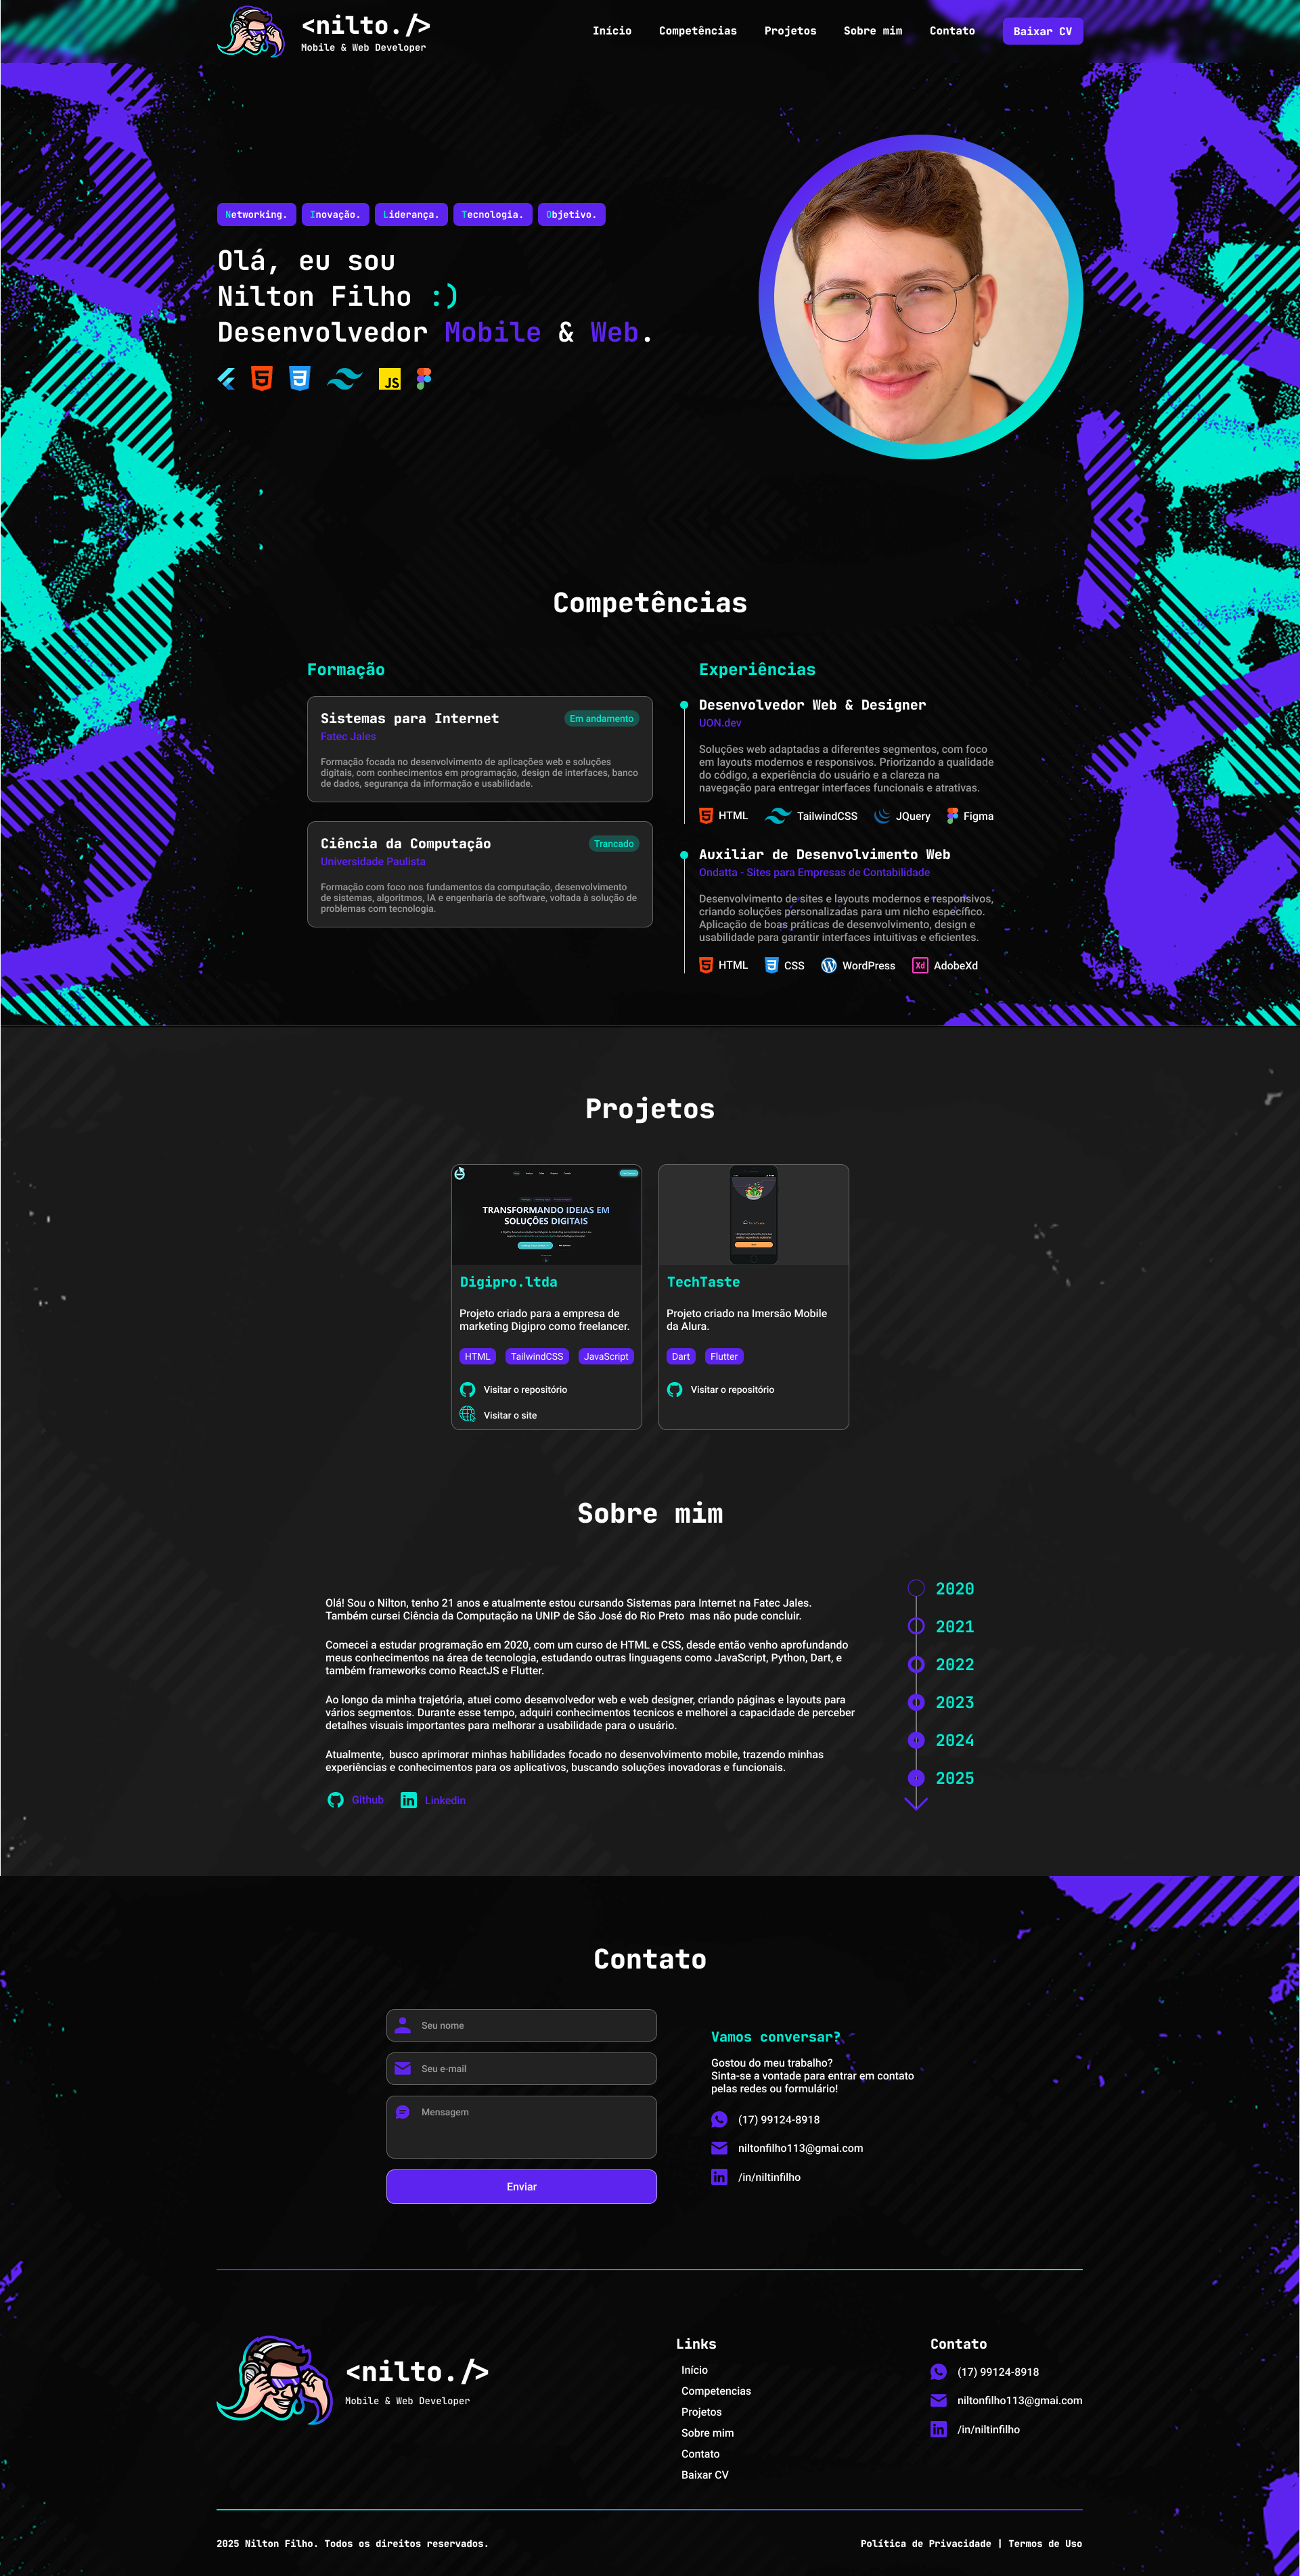 <nilto./>
Mobile & Web Developer
Início Competências Projetos Sobre mim Contato Baixar CV
Networking. Inovação. Liderança. Tecnologia. Objetivo.
Olá, eu sou
Nilton Filho :)
Desenvolvedor Mobile & Web.
JS
Competências
Formação
Sistemas para Internet Em andamento
Fatec Jales
Formação focada no desenvolvimento de aplicações web e soluções
digitais, com conhecimentos em programação, design de interfaces, banco
de dados, segurança da informação e usabilidade.
Ciência da Computação Trancado
Universidade Paulista
Formação com foco nos fundamentos da computação, desenvolvimento
de sistemas, algoritmos, IA e engenharia de software, voltada à solução de
problemas com tecnologia.
Experiências
Desenvolvedor Web & Designer
UON.dev
Soluções web adaptadas a diferentes segmentos, com foco
em layouts modernos e responsivos. Priorizando a qualidade
do código, a experiência do usuário e a clareza na
navegação para entregar interfaces funcionais e atrativas.
HTML TailwindCSS JQuery Figma
Auxiliar de Desenvolvimento Web
Ondatta - Sites para Empresas de Contabilidade
Desenvolvimento de sites e layouts modernos e responsivos,
criando soluções personalizadas para um nicho específico.
Aplicação de boas práticas de desenvolvimento, design e
usabilidade para garantir interfaces intuitivas e eficientes.
HTML CSS WordPress Xd AdobeXd
Projetos
TRANSFORMANDO IDEIAS EM
SOLUÇÕES DIGITAIS
Digipro.ltda
Projeto criado para a empresa de
marketing Digipro como freelancer.
HTML TailwindCSS JavaScript
Visitar o repositório
Visitar o site
TechTaste
Projeto criado na Imersão Mobile
da Alura.
Dart Flutter
Visitar o repositório
Sobre mim
Olá! Sou o Nilton, tenho 21 anos e atualmente estou cursando Sistemas para Internet na Fatec Jales.
Também cursei Ciência da Computação na UNIP de São José do Rio Preto  mas não pude concluir.
Comecei a estudar programação em 2020, com um curso de HTML e CSS, desde então venho aprofundando
meus conhecimentos na área de tecnologia, estudando outras linguagens como JavaScript, Python, Dart, e
também frameworks como ReactJS e Flutter.
Ao longo da minha trajetória, atuei como desenvolvedor web e web designer, criando páginas e layouts para
vários segmentos. Durante esse tempo, adquiri conhecimentos tecnicos e melhorei a capacidade de perceber
detalhes visuais importantes para melhorar a usabilidade para o usuário.
Atualmente,  busco aprimorar minhas habilidades focado no desenvolvimento mobile, trazendo minhas
experiências e conhecimentos para os aplicativos, buscando soluções inovadoras e funcionais.
Github Linkedin
2020
2021
2022
2023
2024
2025
Contato
Seu nome
Seu e-mail
Mensagem
Enviar
Vamos conversar?
Gostou do meu trabalho?
Sinta-se a vontade para entrar em contato
pelas redes ou formulário!
(17) 99124-8918
niltonfilho113@gmai.com
/in/niltinfilho
<nilto./>
Mobile & Web Developer
Links
Início
Competencias
Projetos
Sobre mim
Contato
Baixar CV
Contato
(17) 99124-8918
niltonfilho113@gmai.com
/in/niltinfilho
2025 Nilton Filho. Todos os direitos reservados.
Política de Privacidade | Termos de Uso